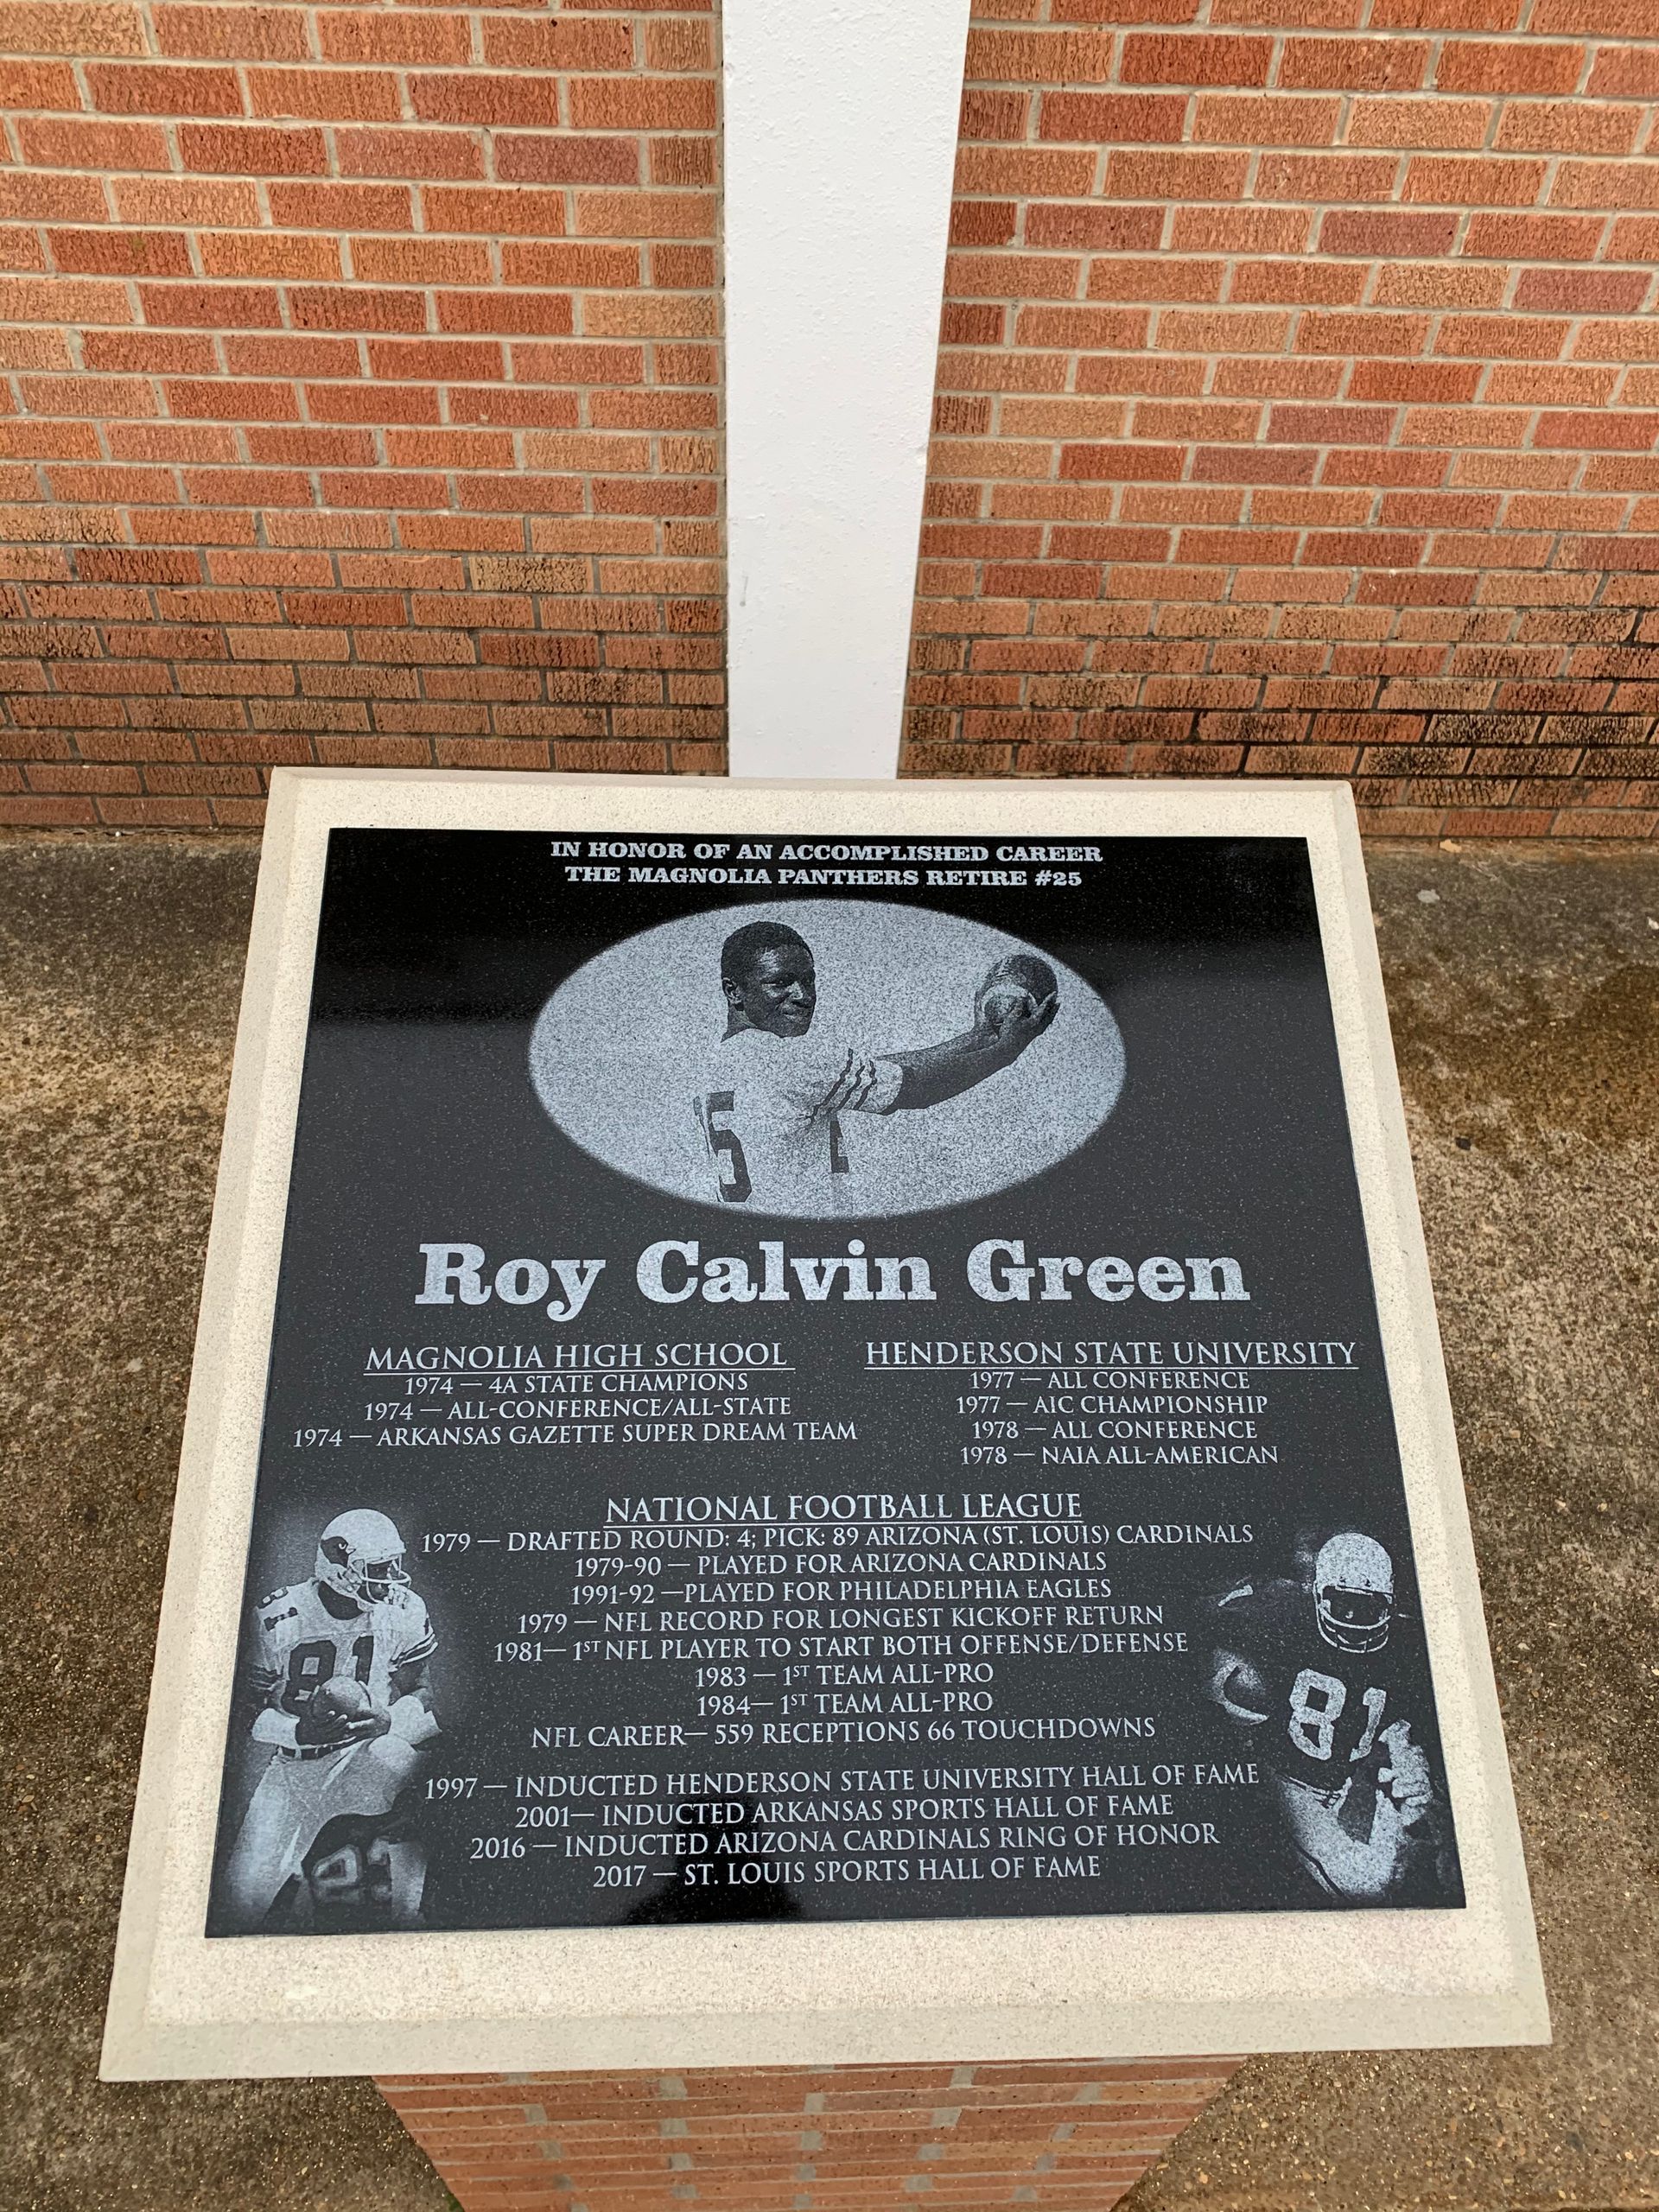 IN HONOR OF AN ACCOMPLISHED CAREER
THE MAGNOLIA PANTHERS RETIRE #25
5
Roy Calvin Green
MAGNOLIA HIGH SCHOOL
1974 — 4A STATE CHAMPIONS
1974 — ALL-CONFERENCE/ALL-STATE
1974 — ARKANSAS GAZETTE SUPER DREAM TEAM
HENDERSON STATE UNIVERSITY
1977 — ALL CONFERENCE
1977 — AIC CHAMPIONSHIP
1978 — ALL CONFERENCE
1978 — NAIA ALL-AMERICAN
NATIONAL FOOTBALL LEAGUE
1979 — DRAFTED ROUND: 4; PICK: 89 ARIZONA (ST. LOUIS) CARDINALS
1979-90 — PLAYED FOR ARIZONA CARDINALS
1991-92 —PLAYED FOR PHILADELPHIA EAGLES
1979 — NFL RECORD FOR LONGEST KICKOFF RETURN
1981— 1ST NFL PLAYER TO START BOTH OFFENSE/DEFENSE
1983 — 1ST TEAM ALL-PRO
1984— 1ST TEAM ALL-PRO
NFL CAREER— 559 RECEPTIONS 66 TOUCHDOWNS
1997 — INDUCTED HENDERSON STATE UNIVERSITY HALL OF FAME
2001— INDUCTED ARKANSAS SPORTS HALL OF FAME
2016 — INDUCTED ARIZONA CARDINALS RING OF HONOR
2017 — ST. LOUIS SPORTS HALL OF FAME
81
81
81